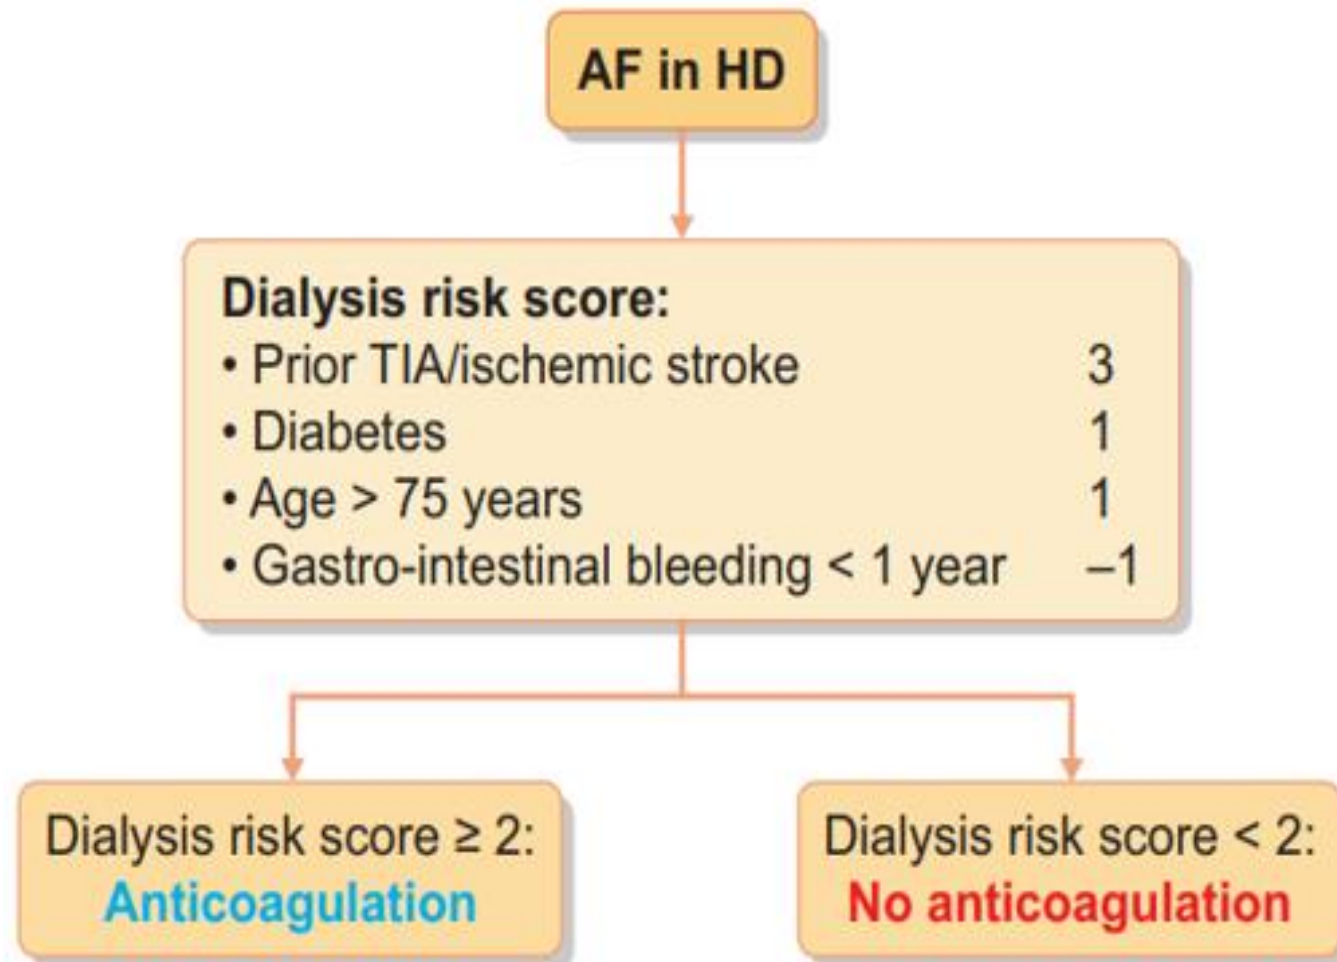 AF in HD
Dialysis risk score:
• Prior TIA/ischemic stroke 3
• Diabetes 1
• Age > 75 years 1
• Gastro-intestinal bleeding < 1 year –1
Dialysis risk score ≥ 2:
Anticoagulation
Dialysis risk score < 2:
No anticoagulation